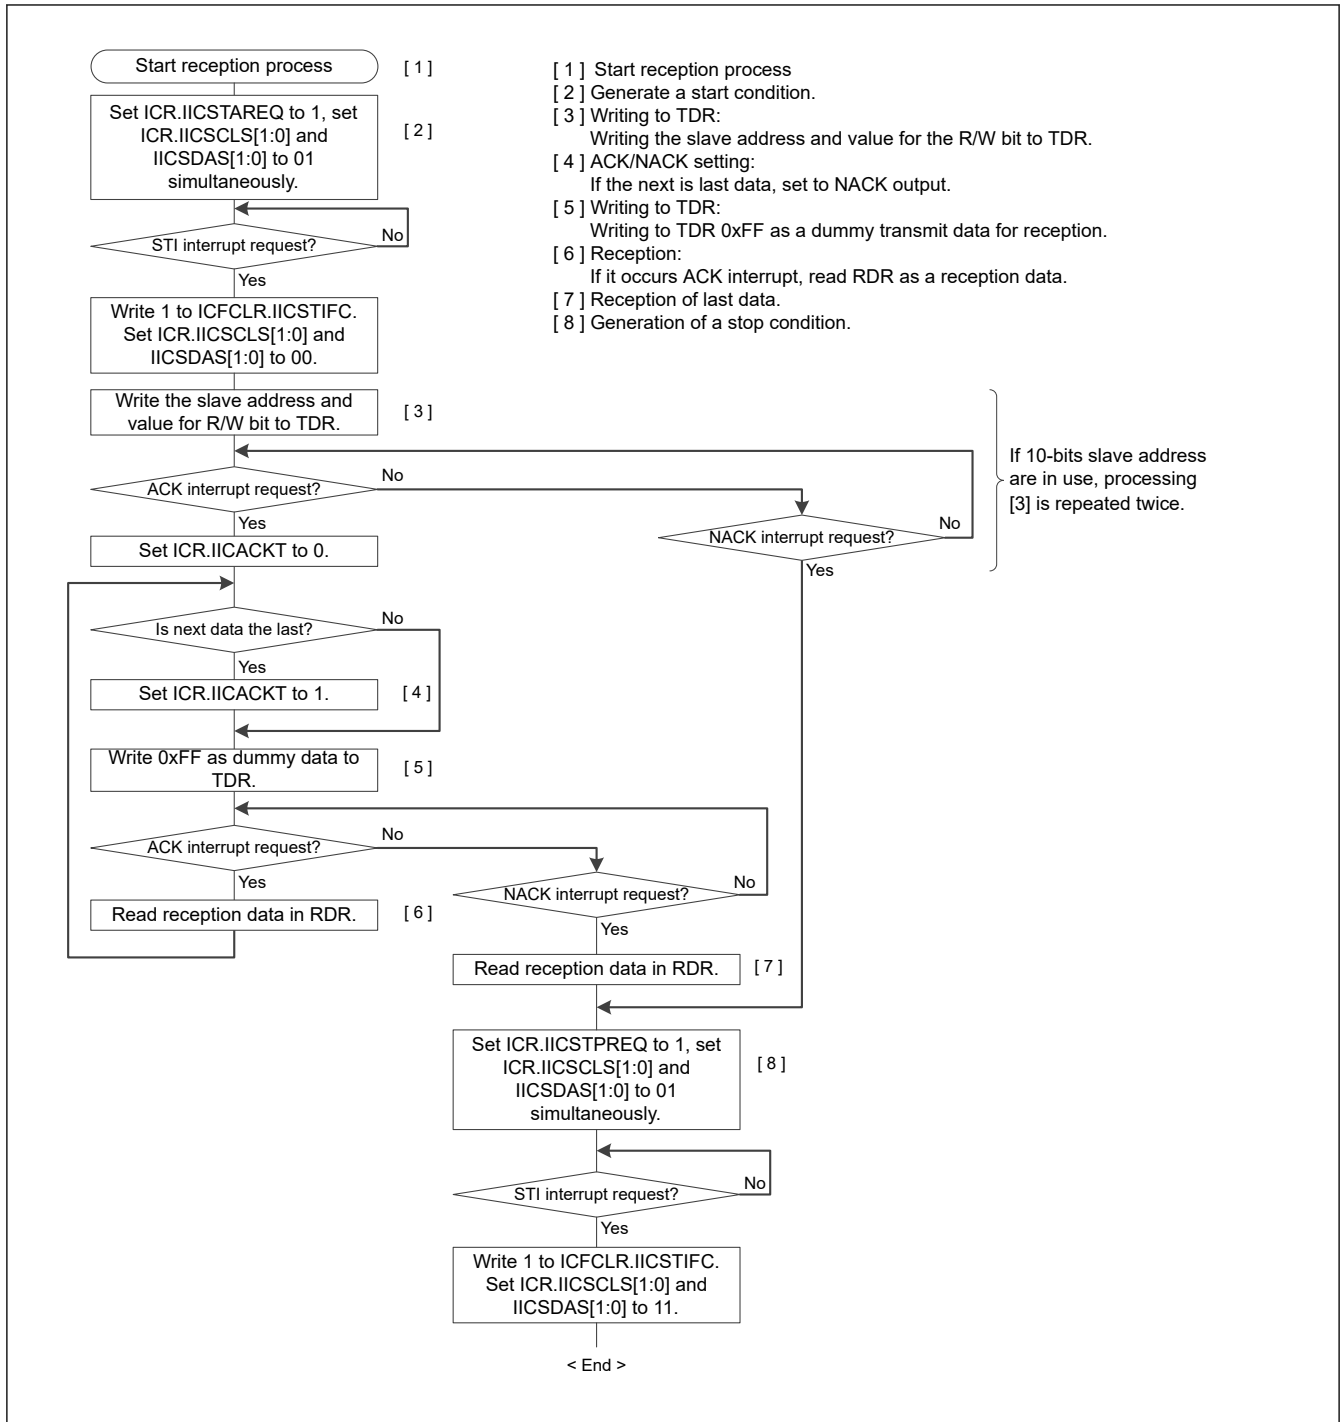 Start reception process
[ 1 ]
Set ICR.IICSTAREQ to 1, set
ICR.IICSCLS[1:0] and
IICSDAS[1:0] to 01
simultaneously.
[ 2 ]
STI interrupt request?
No
Yes
Write 1 to ICFCLR.IICSTIFC.
Set ICR.IICSCLS[1:0] and
IICSDAS[1:0] to 00.
Write the slave address and
value for R/W bit to TDR.
[ 3 ]
ACK interrupt request?
No
Yes
NACK interrupt request?
No
Yes
Set ICR.IICACKT to 0.
Is next data the last?
No
Yes
Set ICR.IICACKT to 1.
[ 4 ]
Write 0xFF as dummy data to
TDR.
[ 5 ]
ACK interrupt request?
No
Yes
NACK interrupt request?
No
Yes
Read reception data in RDR.
[ 6 ]
Read reception data in RDR.
[ 7 ]
Set ICR.IICSTPREQ to 1, set
ICR.IICSCLS[1:0] and
IICSDAS[1:0] to 01
simultaneously.
[ 8 ]
STI interrupt request?
No
Yes
Write 1 to ICFCLR.IICSTIFC.
Set ICR.IICSCLS[1:0] and
IICSDAS[1:0] to 11.
< End >
[ 1 ] Start reception process
[ 2 ] Generate a start condition.
[ 3 ] Writing to TDR:
Writing the slave address and value for the R/W bit to TDR.
[ 4 ] ACK/NACK setting:
If the next is last data, set to NACK output.
[ 5 ] Writing to TDR:
Writing to TDR 0xFF as a dummy transmit data for reception.
[ 6 ] Reception:
If it occurs ACK interrupt, read RDR as a reception data.
[ 7 ] Reception of last data.
[ 8 ] Generation of a stop condition.
If 10-bits slave address
are in use, processing
[3] is repeated twice.